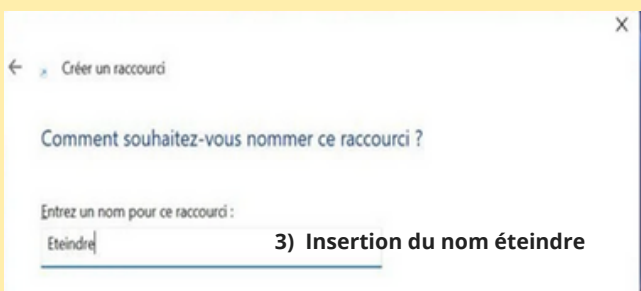 Créer un raccourci
Comment souhaitez-vous nommer ce raccourci ?
Entrez un nom pour ce raccourci :
Eteindre 3) Insertion du nom éteindre